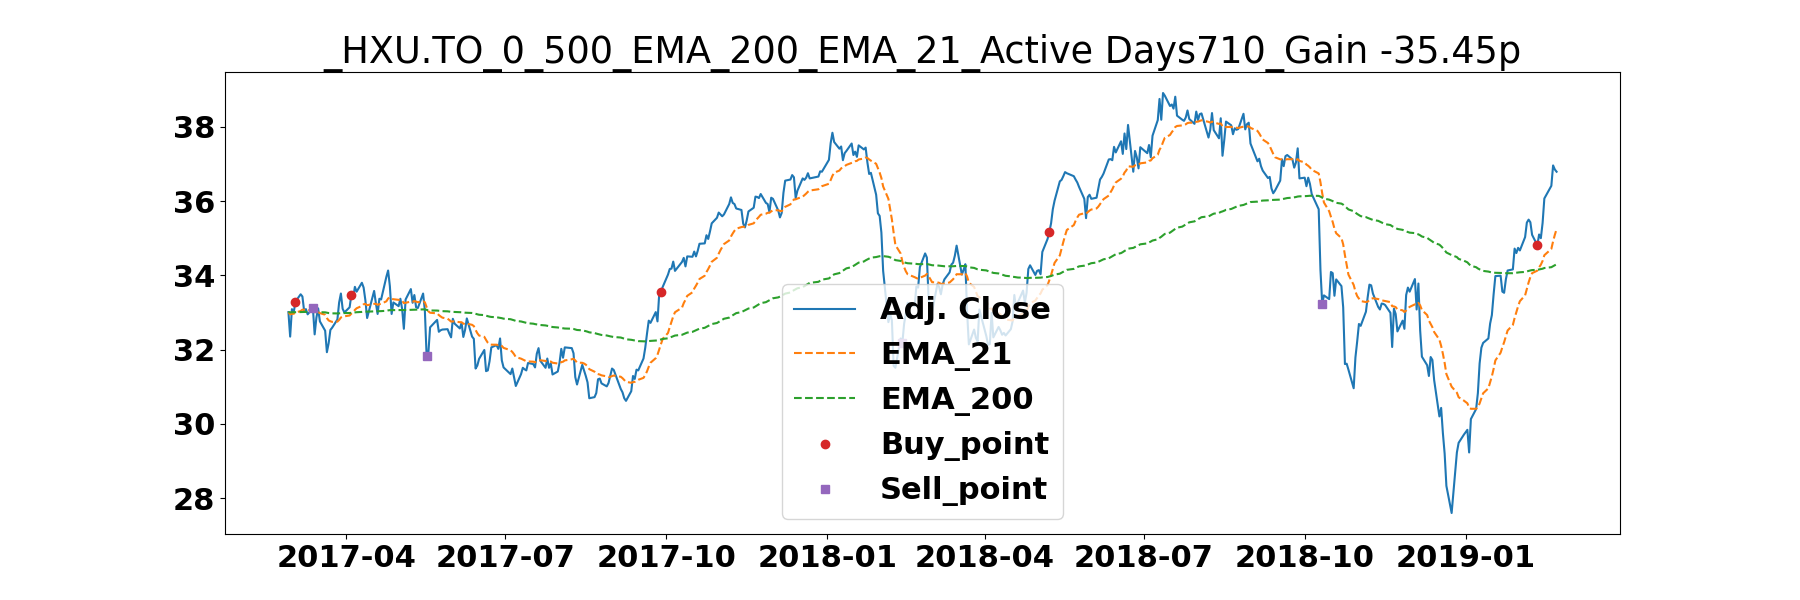 _HXU.TO_0_500_EMA_200_EMA_21_Active Days710_Gain -35.45p
38
36
34
32
30
28
Adj. Close
EMA_21
EMA_200
Buy_point
Sell_point
2017-04 2017-07 2017-10 2018-01 2018-04 2018-07 2018-10 2019-01